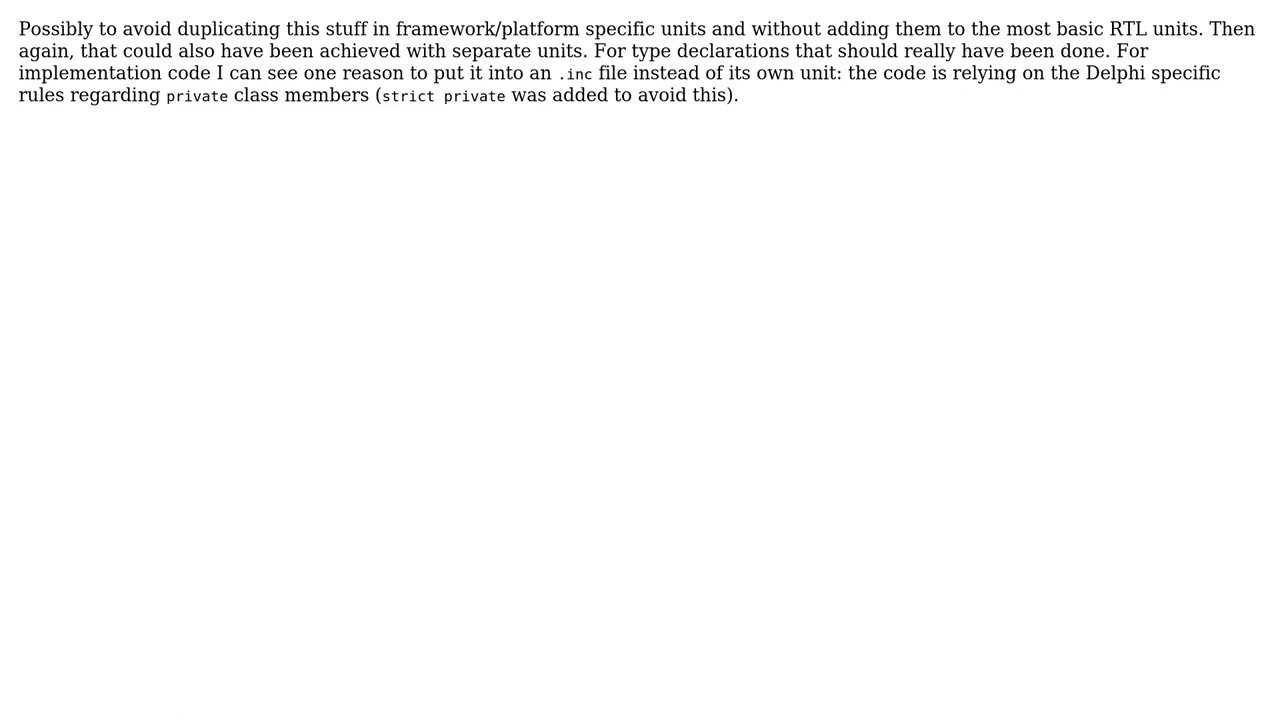 Possibly to avoid duplicating this stuff in framework/platform specific units and without adding them to the most basic RTL units. Then
again, that could also have been achieved with separate units. For type declarations that should really have been done. For
implementation code I can see one reason to put it into an .inc file instead of its own unit: the code is relying on the Delphi specific
rules regarding private class members (strict private was added to avoid this).